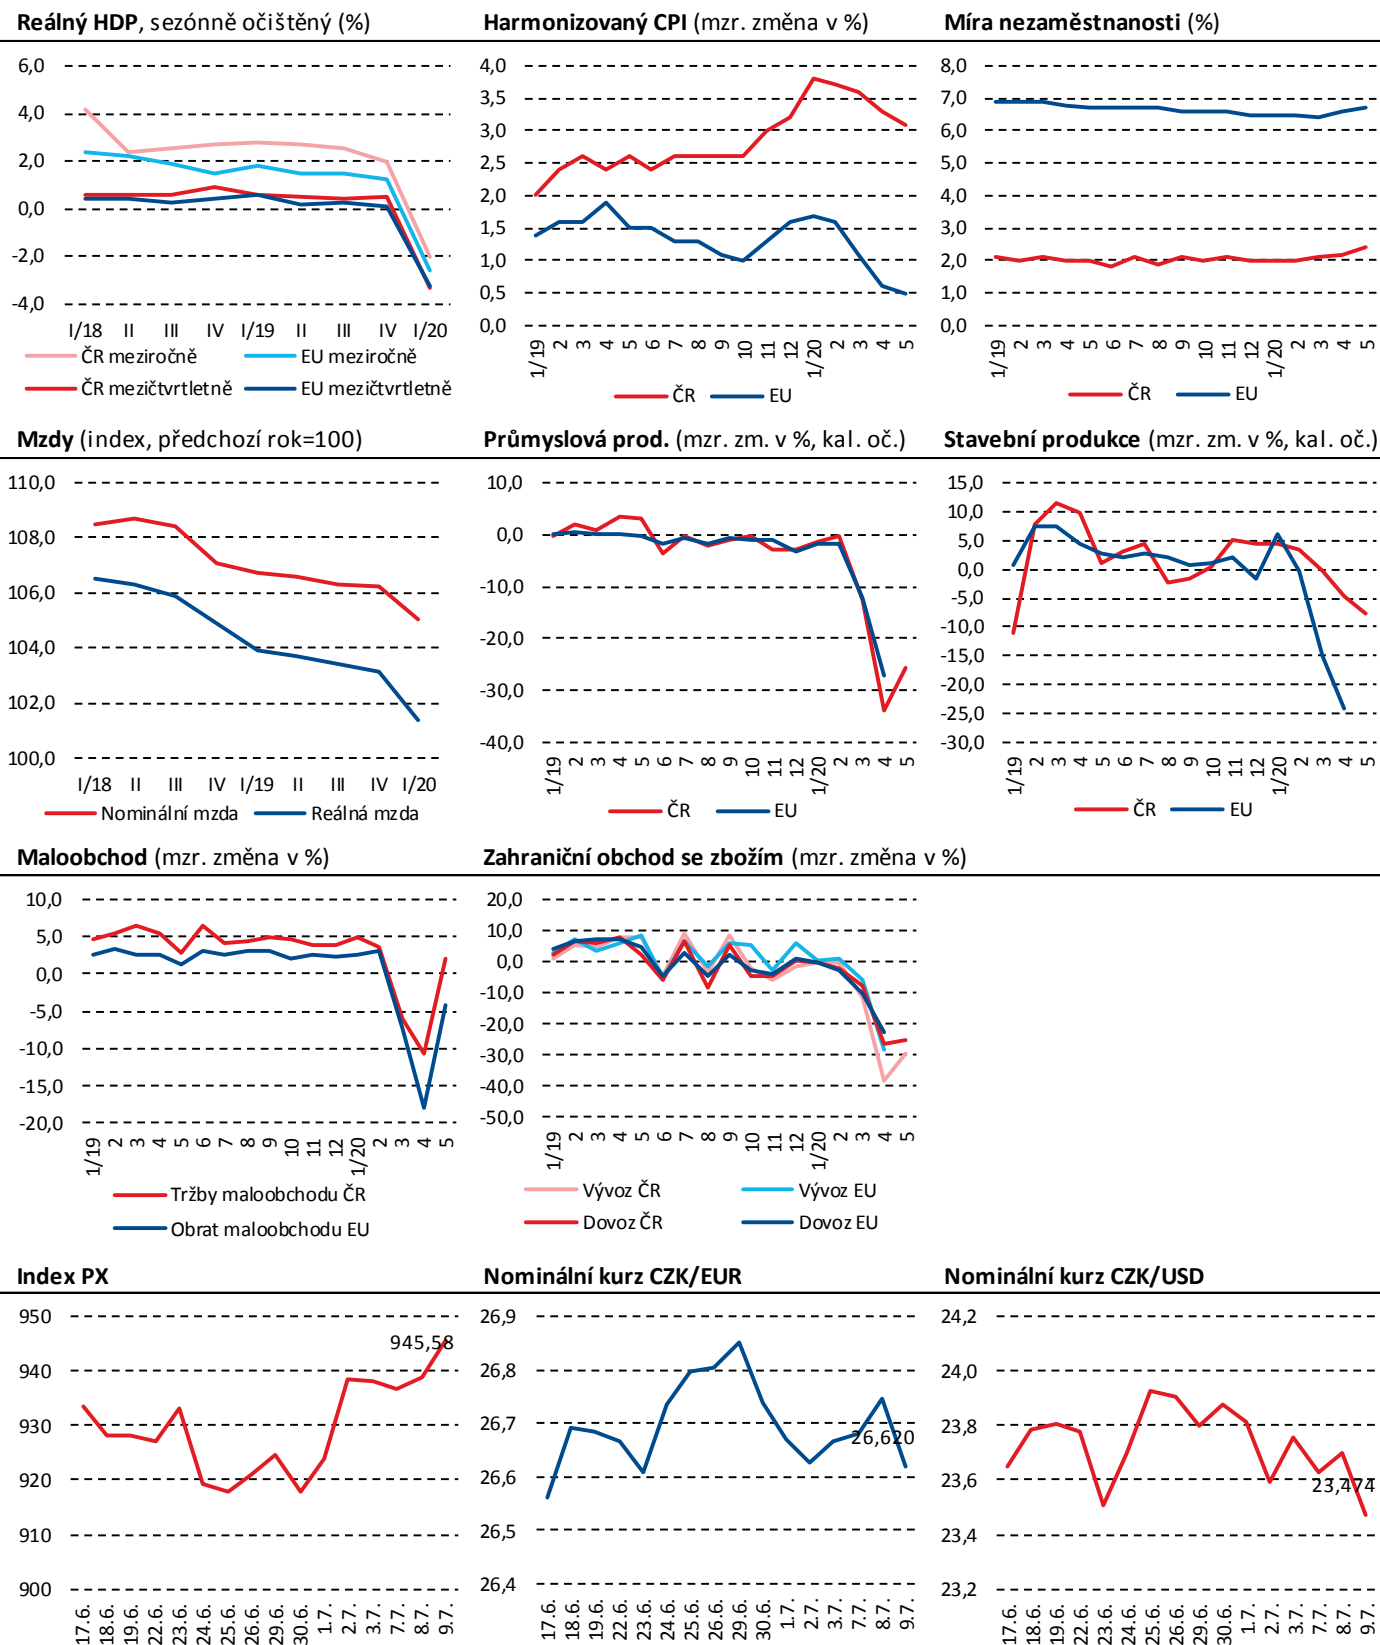 Reálný HDP, sezónně očištěný (%)
6,0
4,0
2,0
0,0
-2,0
-4,0
I/18 II III IV I/19 II III IV I/20
ČR meziročně EU meziročně
ČR mezičtvrtletně EU mezičtvrtletně
Harmonizovaný CPI (mzr. změna v %)
4,0
3,5
3,0
2,5
2,0
1,5
1,0
0,5
0,0
1/19 2 3 4 5 6 7 8 9 10 11 12 1/20 2 3 4 5
ČR EU
Míra nezaměstnanosti (%)
8,0
7,0
6,0
5,0
4,0
3,0
2,0
1,0
0,0
1/19 2 3 4 5 6 7 8 9 10 11 12 1/20 2 3 4 5
ČR EU
Mzdy (index, předchozí rok=100)
110,0
108,0
106,0
104,0
102,0
100,0
I/18 II III IV I/19 II III IV I/20
Nominální mzda Reálná mzda
Průmyslová prod. (mzr. zm. v %, kal. oč.)
10,0
0,0
-10,0
-20,0
-30,0
-40,0
1/19 2 3 4 5 6 7 8 9 10 11 12 1/20 2 3 4 5
ČR EU
Stavební produkce (mzr. zm. v %, kal. oč.)
15,0
10,0
5,0
0,0
-5,0
-10,0
-15,0
-20,0
-25,0
-30,0
1/19 2 3 4 5 6 7 8 9 10 11 12 1/20 2 3 4 5
ČR EU
Maloobchod (mzr. změna v %)
10,0
5,0
0,0
-5,0
-10,0
-15,0
-20,0
1/19 2 3 4 5 6 7 8 9 10 11 12 1/20 2 3 4 5
Tržby maloobchodu ČR
Obrat maloobchodu EU
Zahraniční obchod se zbožím (mzr. změna v %)
20,0
10,0
0,0
-10,0
-20,0
-30,0
-40,0
-50,0
1/19 2 3 4 5 6 7 8 9 10 11 12 1/20 2 3 4 5
Vývoz ČR Vývoz EU
Dovoz ČR Dovoz EU
Index PX
950
940
930
920
910
900
945,58
17.6. 18.6. 19.6. 22.6. 23.6. 24.6. 25.6. 26.6. 29.6. 30.6. 1.7. 2.7. 3.7. 7.7. 8.7. 9.7.
Nominální kurz CZK/EUR
26,9
26,8
26,7
26,6
26,5
26,4
26,620
17.6. 18.6. 19.6. 22.6. 23.6. 24.6. 25.6. 26.6. 29.6. 30.6. 1.7. 2.7. 3.7. 7.7. 8.7. 9.7.
Nominální kurz CZK/USD
24,2
24,0
23,8
23,6
23,4
23,2
23,474
17.6. 18.6. 19.6. 22.6. 23.6. 24.6. 25.6. 26.6. 29.6. 30.6. 1.7. 2.7. 3.7. 7.7. 8.7. 9.7.